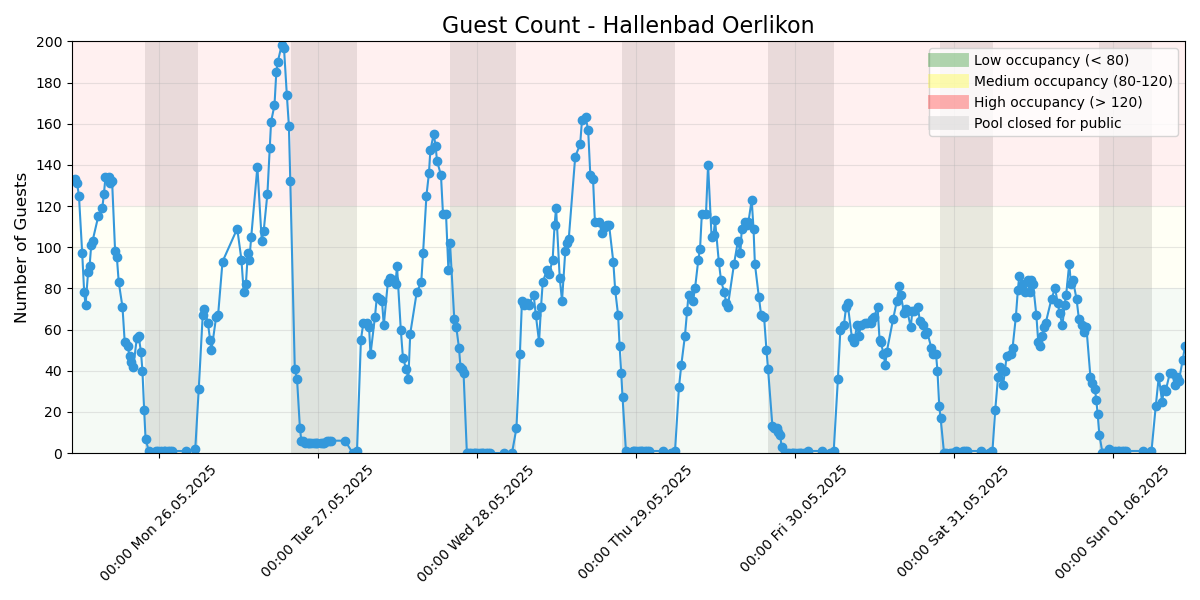 Guest Count - Hallenbad Oerlikon
Low occupancy (< 80)
Medium occupancy (80-120)
High occupancy (> 120)
Pool closed for public
Number of Guests
200
180
160
140
120
100
80
60
40
20
0
00:00 Mon 26.05.2025
00:00 Tue 27.05.2025
00:00 Wed 28.05.2025
00:00 Thu 29.05.2025
00:00 Fri 30.05.2025
00:00 Sat 31.05.2025
00:00 Sun 01.06.2025